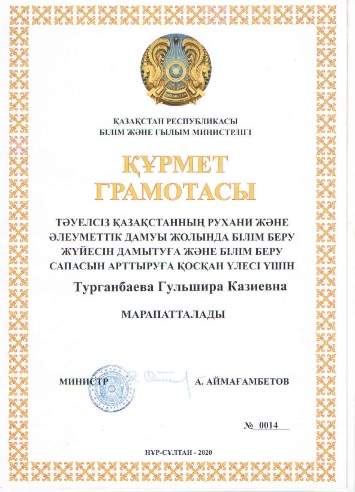 ҚАЗАҚСТАН РЕСПУБЛИКАСЫ
БІЛІМ ЖӘНЕ ҒЫЛЫМ МИНИСТРЛІГІ
ҚҰРМЕТ
ГРАМОТАСЫ
ТӘУЕЛСІЗ ҚАЗАҚСТАННЫҢ РУХАНИ ЖӘНЕ
ӘЛЕУМЕТТІК ДАМУЫ ЖОЛЫНДА БІЛІМ БЕРУ
ЖҮЙЕСІН ДАМЫТУҒА ЖӘНЕ БІЛІМ БЕРУ
САПАСЫН АРТТЫРУҒА ҚОСҚАН ҮЛЕСІ ҮШІН
Турганбаева Гульшира Казиевна
МАРАПАТТАЛАДЫ
МИНИСТР А. АЙМАҒАМБЕТОВ
№ 0014
НҰР-СҰЛТАН - 2020